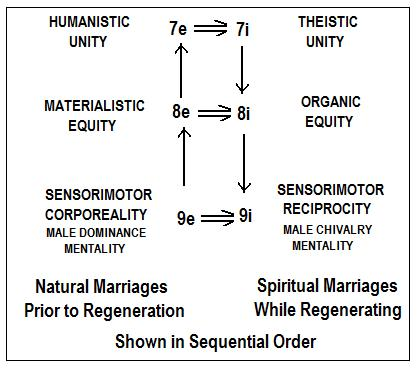 HUMANISTIC UNITY 7e ⇒ 7i THEISTIC UNITY
MATERIALISTIC EQUITY 8e ⇒ 8i ORGANIC EQUITY
SENSORIMOTOR CORPOREALITY
MALE DOMINANCE MENTALITY
9e ⇒ 9i
SENSORIMOTOR RECIPROCITY
MALE CHIVALRY MENTALITY
Natural Marriages
Prior to Regeneration
Spiritual Marriages
While Regenerating
Shown in Sequential Order